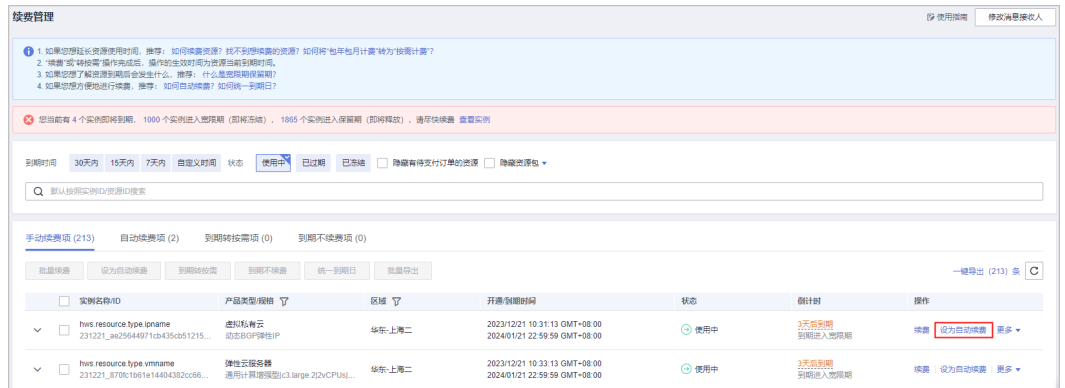 续费管理
使用指南
修改消息接收人
1. 如果您想延长资源使用时间，推荐： 如何续费资源？找不到想续费的资源？如何将“包年包月计费”转为“按需计费”？
2. “续费”或“转按需”操作完成后，操作的生效时间为资源当前到期时间。
3. 如果您想了解资源到期后会发生什么，推荐： 什么是宽限期保留期？
4. 如果您想方便地进行续费，推荐： 如何自动续费？如何统一到期日？
您当前有 4 个实例即将到期， 1000 个实例进入宽限期（即将冻结）， 1865 个实例进入保留期（即将释放），请尽快续费 查看实例
到期时间 30天内 15天内 7天内 自定义时间 状态 使用中 已过期 已冻结 隐藏有待支付订单的资源 隐藏资源包
默认按照实例ID/资源ID搜索
手动续费项 (213) 自动续费项 (2) 到期转按需项 (0) 到期不续费项 (0)
批量续费 设为自动续费 到期转按需 到期不续费 统一到期日 批量导出 一键导出（213）条
实例名称/ID 产品类型/规格 区域 开通/到期时间 状态 倒计时 操作
hws.resource.type.ipname 虚拟私有云 华东-上海二 2023/12/21 10:31:13 GMT+08:00 使用中 3天后到期 续费 设为自动续费 更多
231221_ae25644971cb435cb51215... 动态BGP弹性IP 2024/01/21 22:59:59 GMT+08:00 到期进入宽限期
hws.resource.type.vmname 弹性云服务器 华东-上海二 2023/12/21 10:33:13 GMT+08:00 使用中 3天后到期 续费 设为自动续费 更多
231221_870fc1b61e14404382cc66... 通用计算增强型|c3.large.2|2vCPUs|... 2024/01/21 22:59:59 GMT+08:00 到期进入宽限期